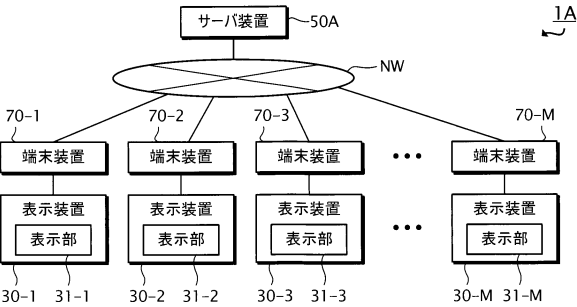 1A
サーバ装置 50A
NW
70-1 70-2 70-3 70-M
端末装置 端末装置 端末装置 ••• 端末装置
表示装置 表示装置 表示装置 ••• 表示装置
表示部 表示部 表示部 表示部
30-1 31-1 30-2 31-2 30-3 31-3 30-M 31-M